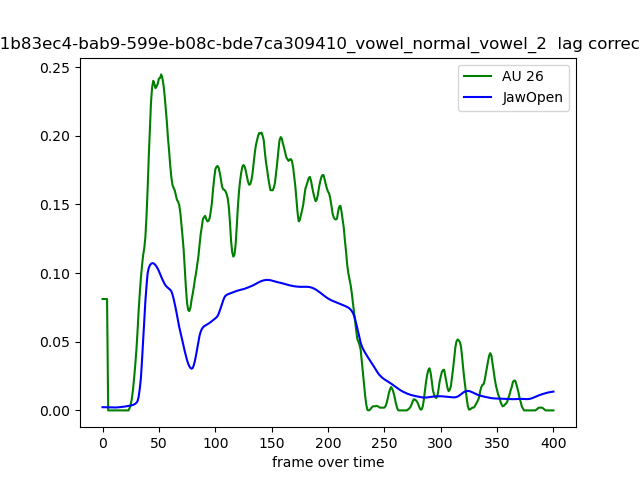 1b83ec4-bab9-599e-b08c-bde7ca309410_vowel_normal_vowel_2 lag correc
0.25
AU 26
JawOpen
0.20
0.15
0.10
0.05
0.00
0 50 100 150 200 250 300 350 400
frame over time